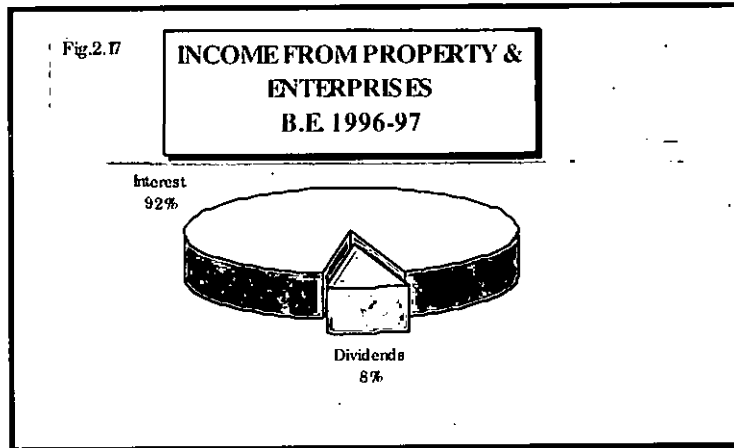 Fig.2.17
INCOME FROM PROPERTY &
ENTERPRISES
B.E. 1996-97
Interest
92%
Dividends
8%